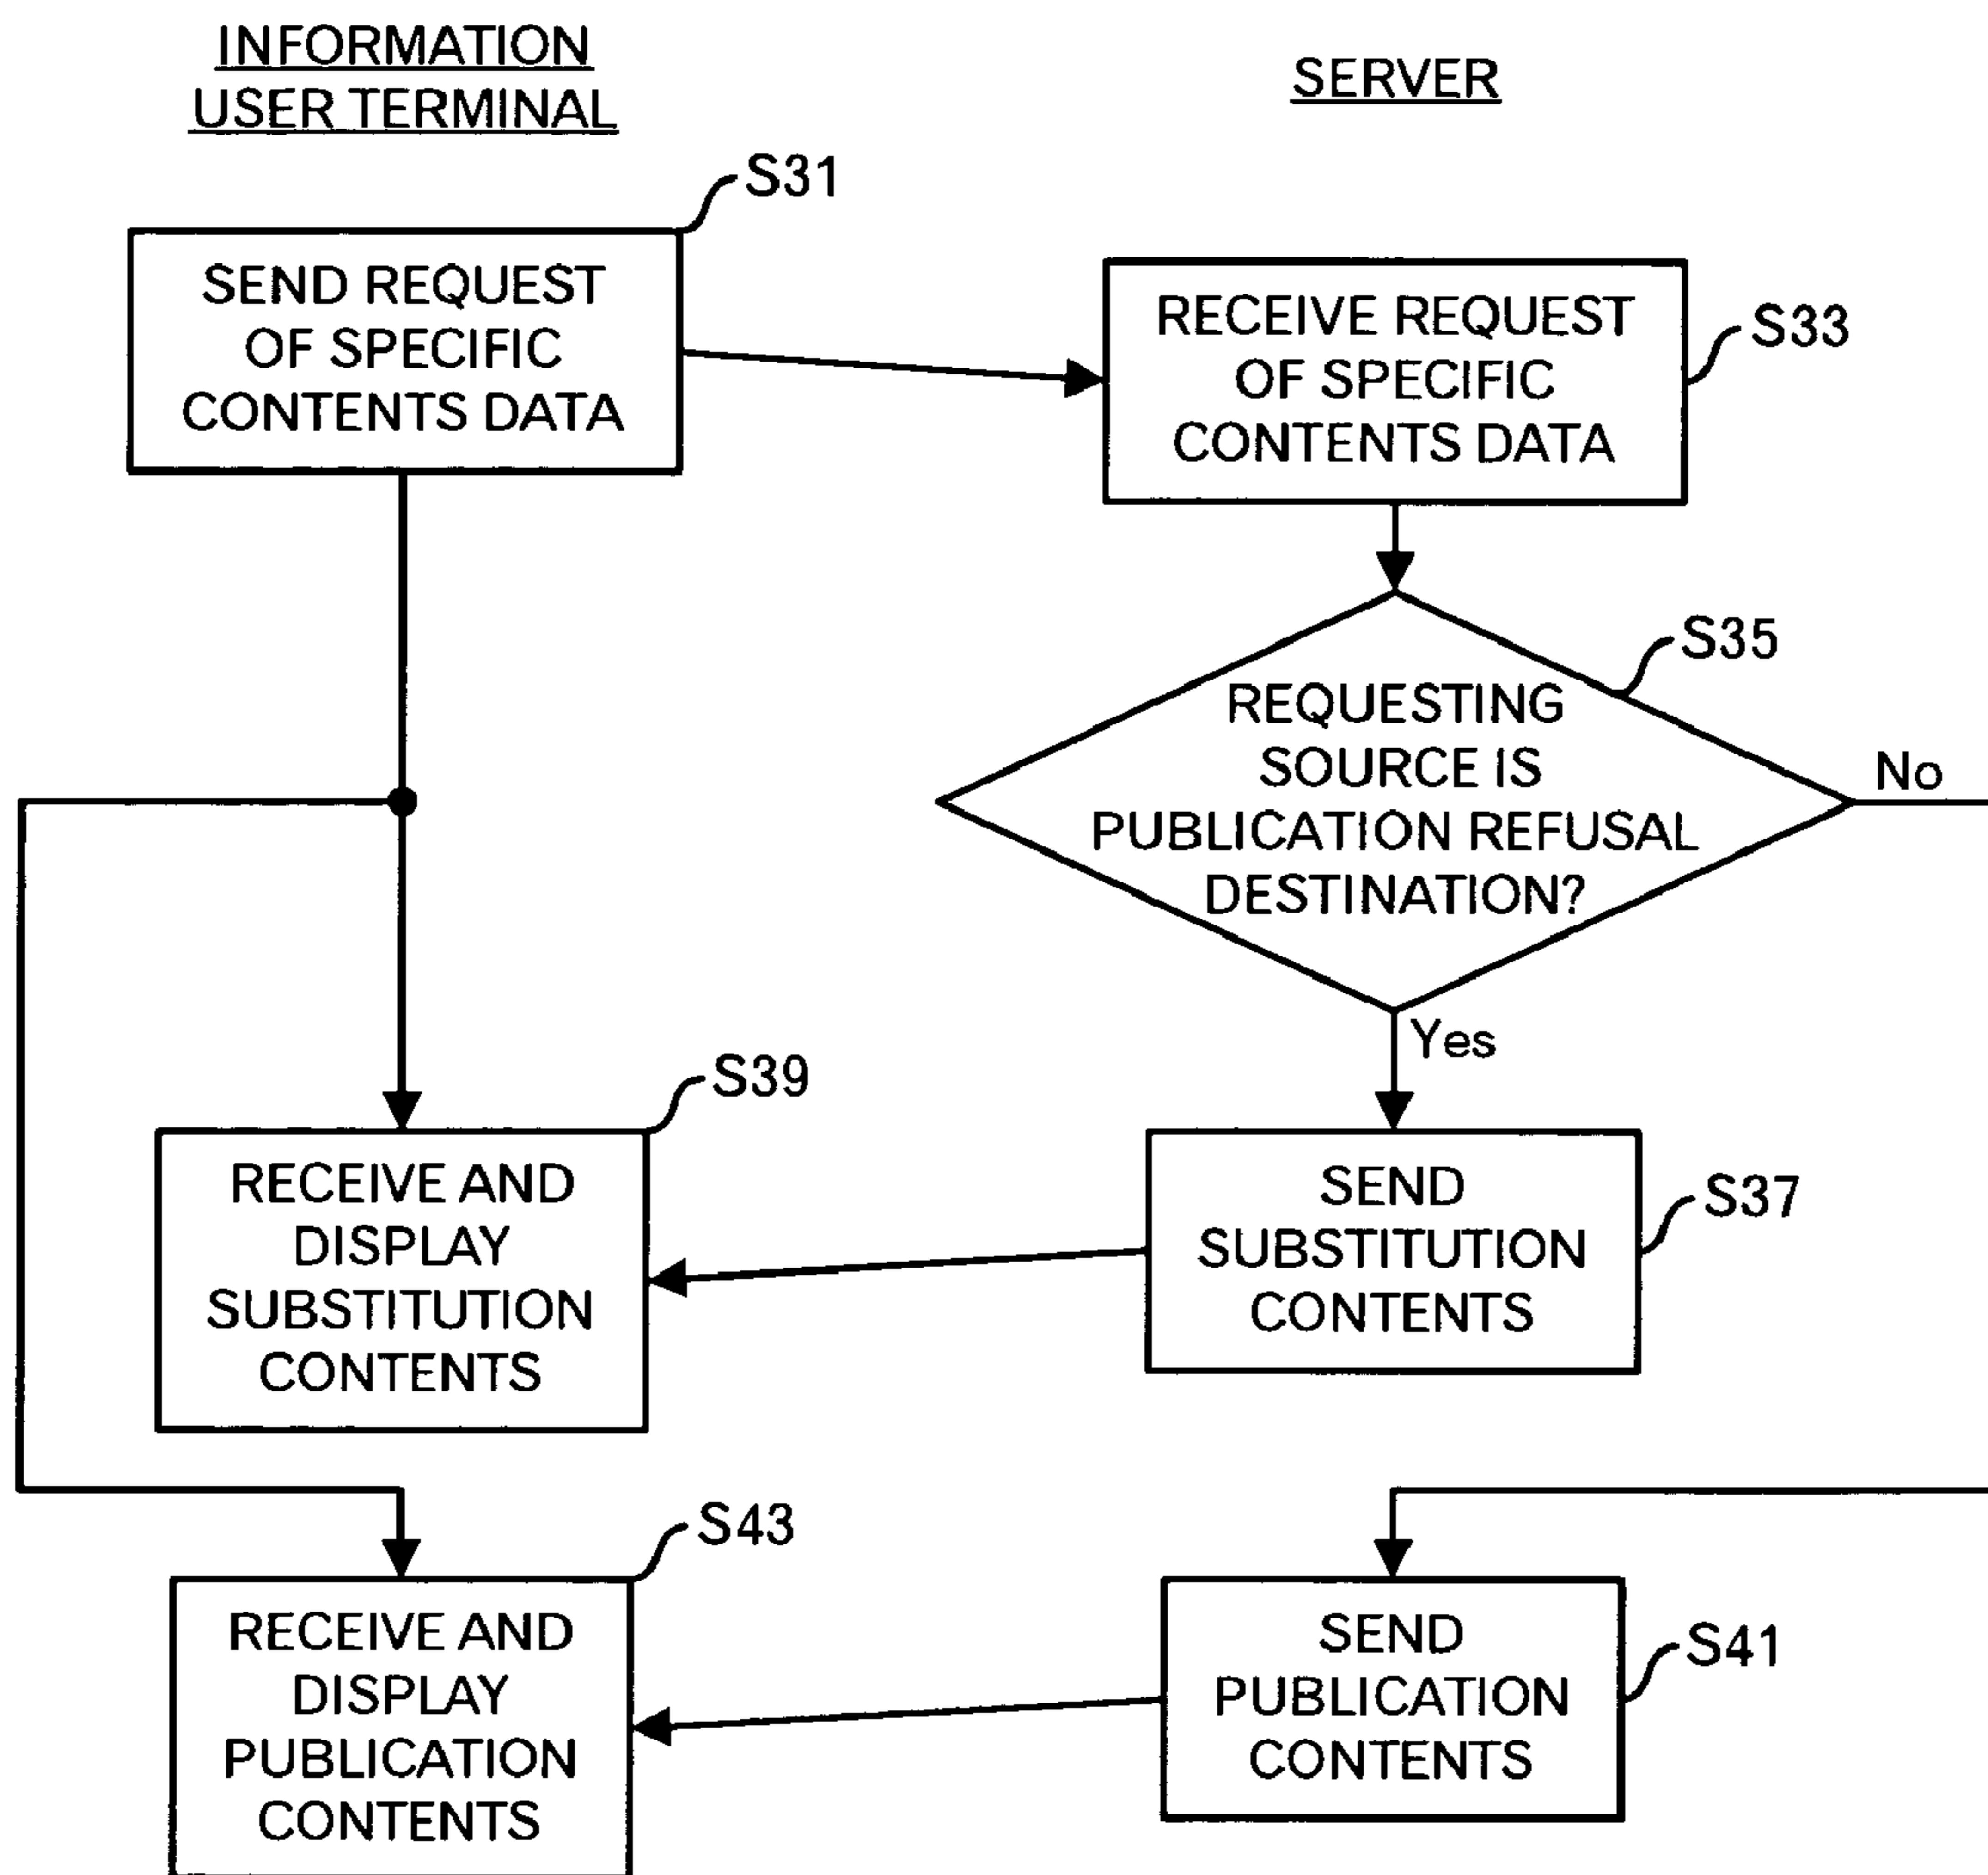 INFORMATION
USER TERMINAL
SERVER
S31
SEND REQUEST
OF SPECIFIC
CONTENTS DATA
RECEIVE REQUEST
OF SPECIFIC
CONTENTS DATA
S33
S35
REQUESTING
SOURCE IS
PUBLICATION REFUSAL
DESTINATION?
No
Yes
S39
RECEIVE AND
DISPLAY
SUBSTITUTION
CONTENTS
SEND
SUBSTITUTION
CONTENTS
S37
S43
RECEIVE AND
DISPLAY
PUBLICATION
CONTENTS
SEND
PUBLICATION
CONTENTS
S41